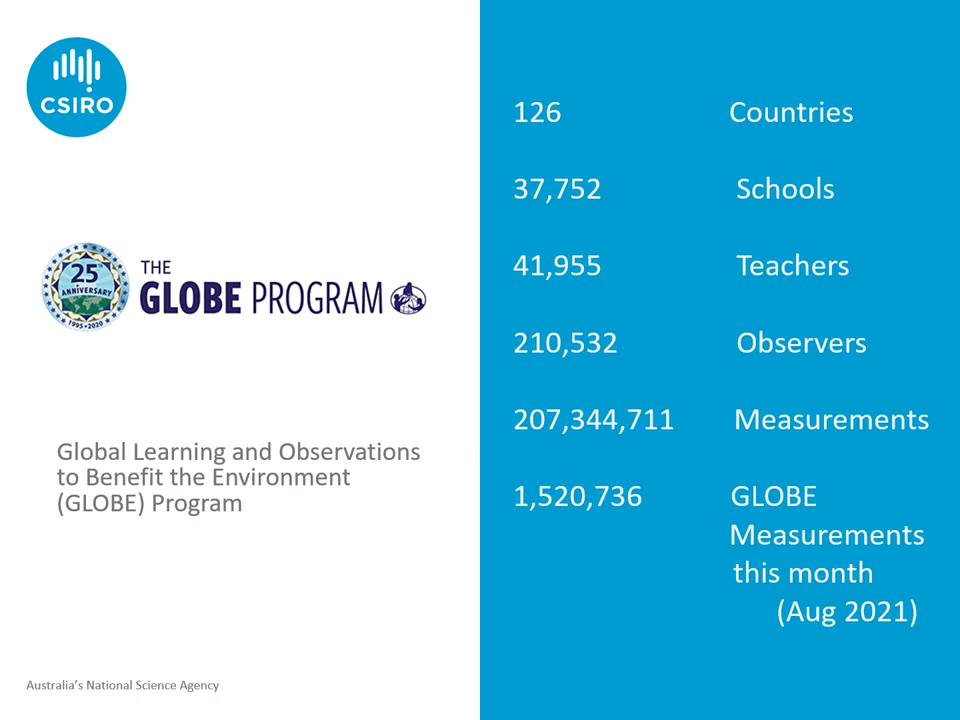 CSIRO
25TH
ANNIVERSARY
1995•2020
THE
GLOBE PROGRAM
Global Learning and Observations
to Benefit the Environment
(GLOBE) Program
Australia's National Science Agency
126 Countries
37,752 Schools
41,955 Teachers
210,532 Observers
207,344,711 Measurements
1,520,736 GLOBE
Measurements
this month
(Aug 2021)